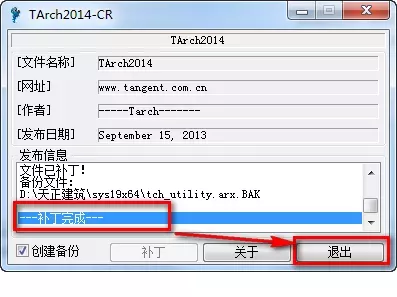 TArch2014-CR
TArch2014
[文件名称] TArch2014
[网址] www.tangent.com.cn
[作者] -----Tarch-------
[发布日期] September 15, 2013
发布信息
文件已补丁!
备份文件:
D:\天正建筑\sys19x64\tch_utility.arx.BAK
---补丁完成---
创建备份 补丁 关于 退出